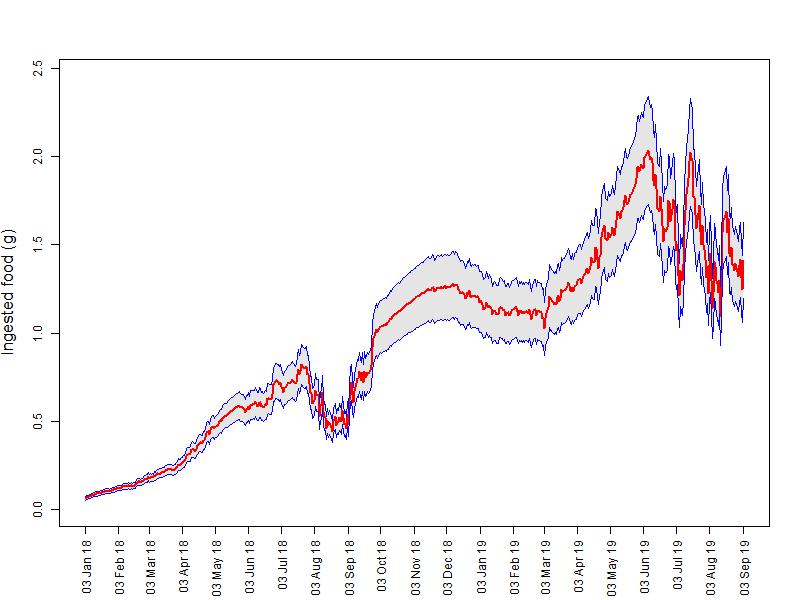 Ingested food (g)
2.5
2.0
1.5
1.0
0.5
0.0
03 Jan 18
03 Feb 18
03 Mar 18
03 Apr 18
03 May 18
03 Jun 18
03 Jul 18
03 Aug 18
03 Sep 18
03 Oct 18
03 Nov 18
03 Dec 18
03 Jan 19
03 Feb 19
03 Mar 19
03 Apr 19
03 May 19
03 Jun 19
03 Jul 19
03 Aug 19
03 Sep 19